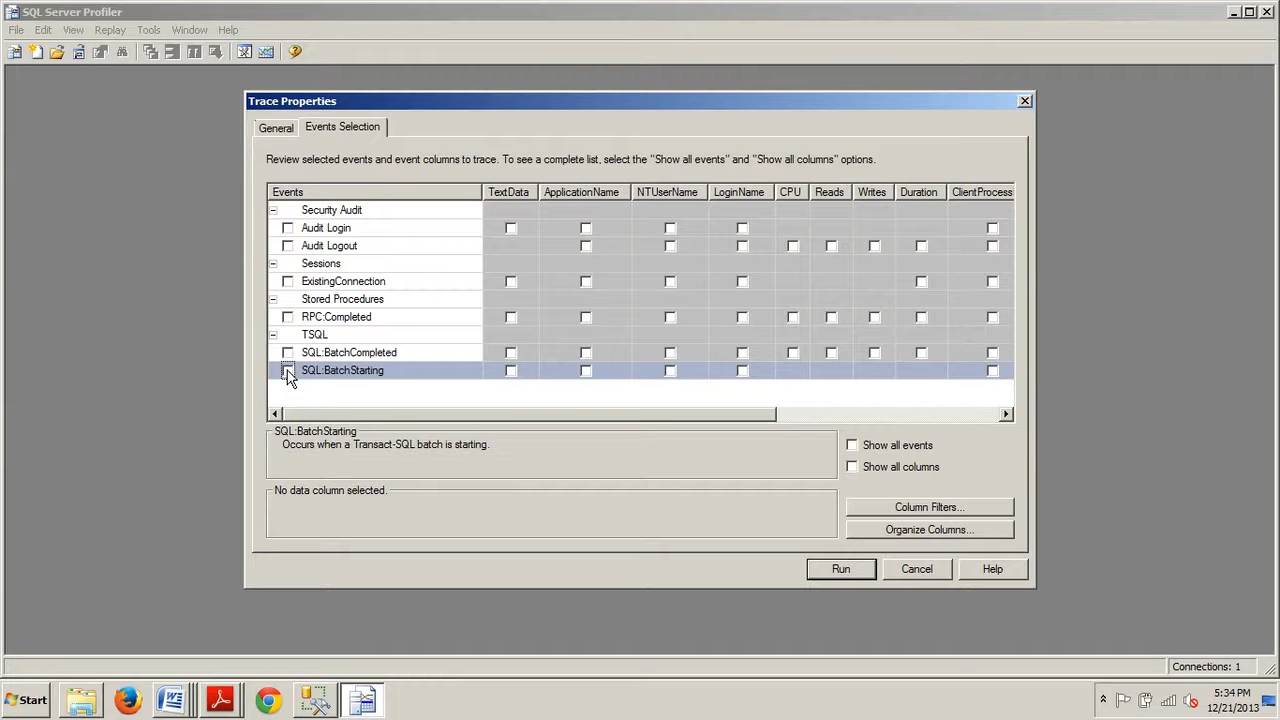 SQL Server Profiler
File Edit View Replay Tools Window Help
Trace Properties
General Events Selection
Review selected events and event columns to trace. To see a complete list, select the "Show all events" and "Show all columns" options.
Events TextData ApplicationName NTUserName LoginName CPU Reads Writes Duration ClientProcess
Security Audit
Audit Login
Audit Logout
Sessions
ExistingConnection
Stored Procedures
RPC:Completed
TSQL
SQL:BatchCompleted
SQL:BatchStarting
SQL:BatchStarting
Occurs when a Transact-SQL batch is starting.
Show all events
Show all columns
No data column selected.
Column Filters...
Organize Columns...
Run Cancel Help
Connections: 1
Start
5:34 PM
12/21/2013